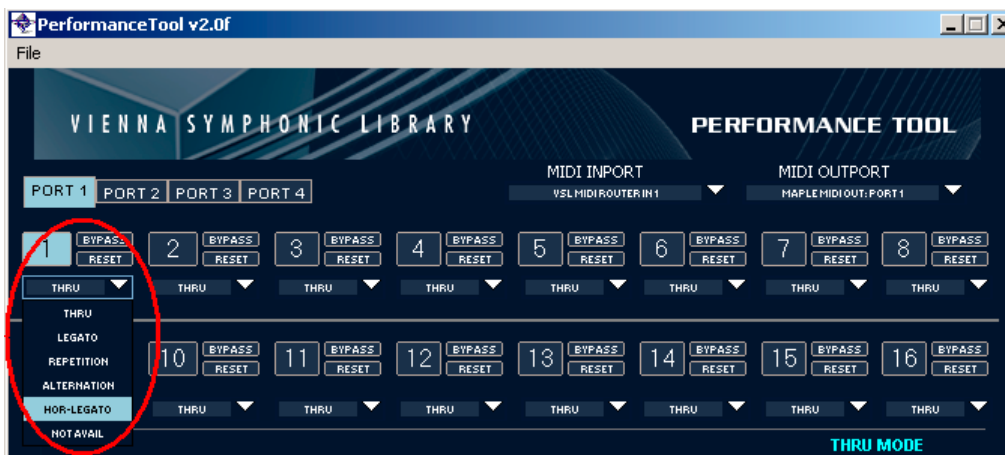 PerformanceTool v2.0f
File
VIENNA SYMPHONIC LIBRARY
PERFORMANCE TOOL
MIDI INPORT MIDI OUTPORT
PORT 1 PORT 2 PORT 3 PORT 4
VSL MIDI ROUTER IN 1 MAPLE MIDI OUT: PORT 1
BYPASS BYPASS BYPASS BYPASS BYPASS BYPASS BYPASS BYPASS
1 2 3 4 5 6 7 8
RESET RESET RESET RESET RESET RESET RESET RESET
THRU THRU THRU THRU THRU THRU THRU THRU
THRU
LEGATO
REPETITION
ALTERNATION
HOR-LEGATO
NOT AVAIL
BYPASS BYPASS BYPASS BYPASS BYPASS BYPASS BYPASS
10 11 12 13 14 15 16
RESET RESET RESET RESET RESET RESET RESET
THRU THRU THRU THRU THRU THRU THRU
THRU MODE